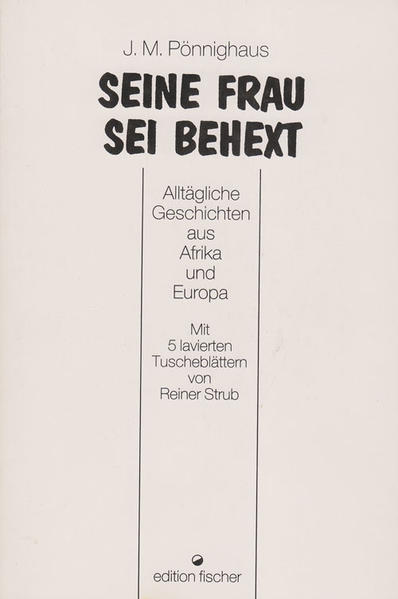 J. M. Pönnighaus
SEINE FRAU
SEI BEHEXT
Alltägliche
Geschichten
aus
Afrika
und
Europa
Mit
5 lavierten
Tuscheblättern
von
Reiner Strub
edition fischer